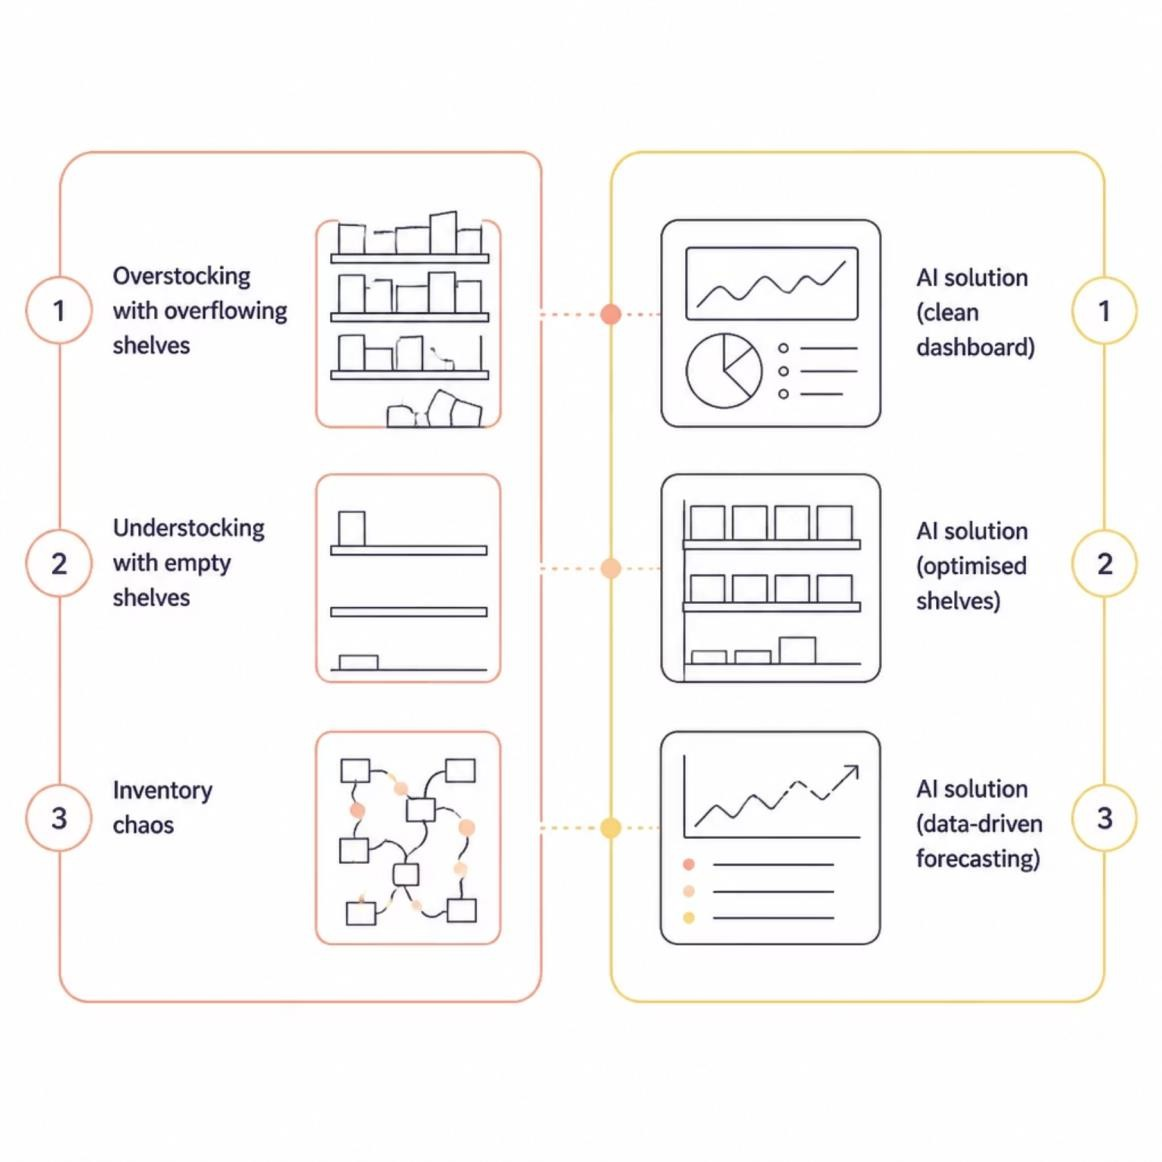 1
Overstocking
with overflowing
shelves
AI solution
(clean
dashboard)
1
2
Understocking
with empty
shelves
AI solution
(optimised
shelves)
2
3
Inventory
chaos
AI solution
(data-driven
forecasting)
3